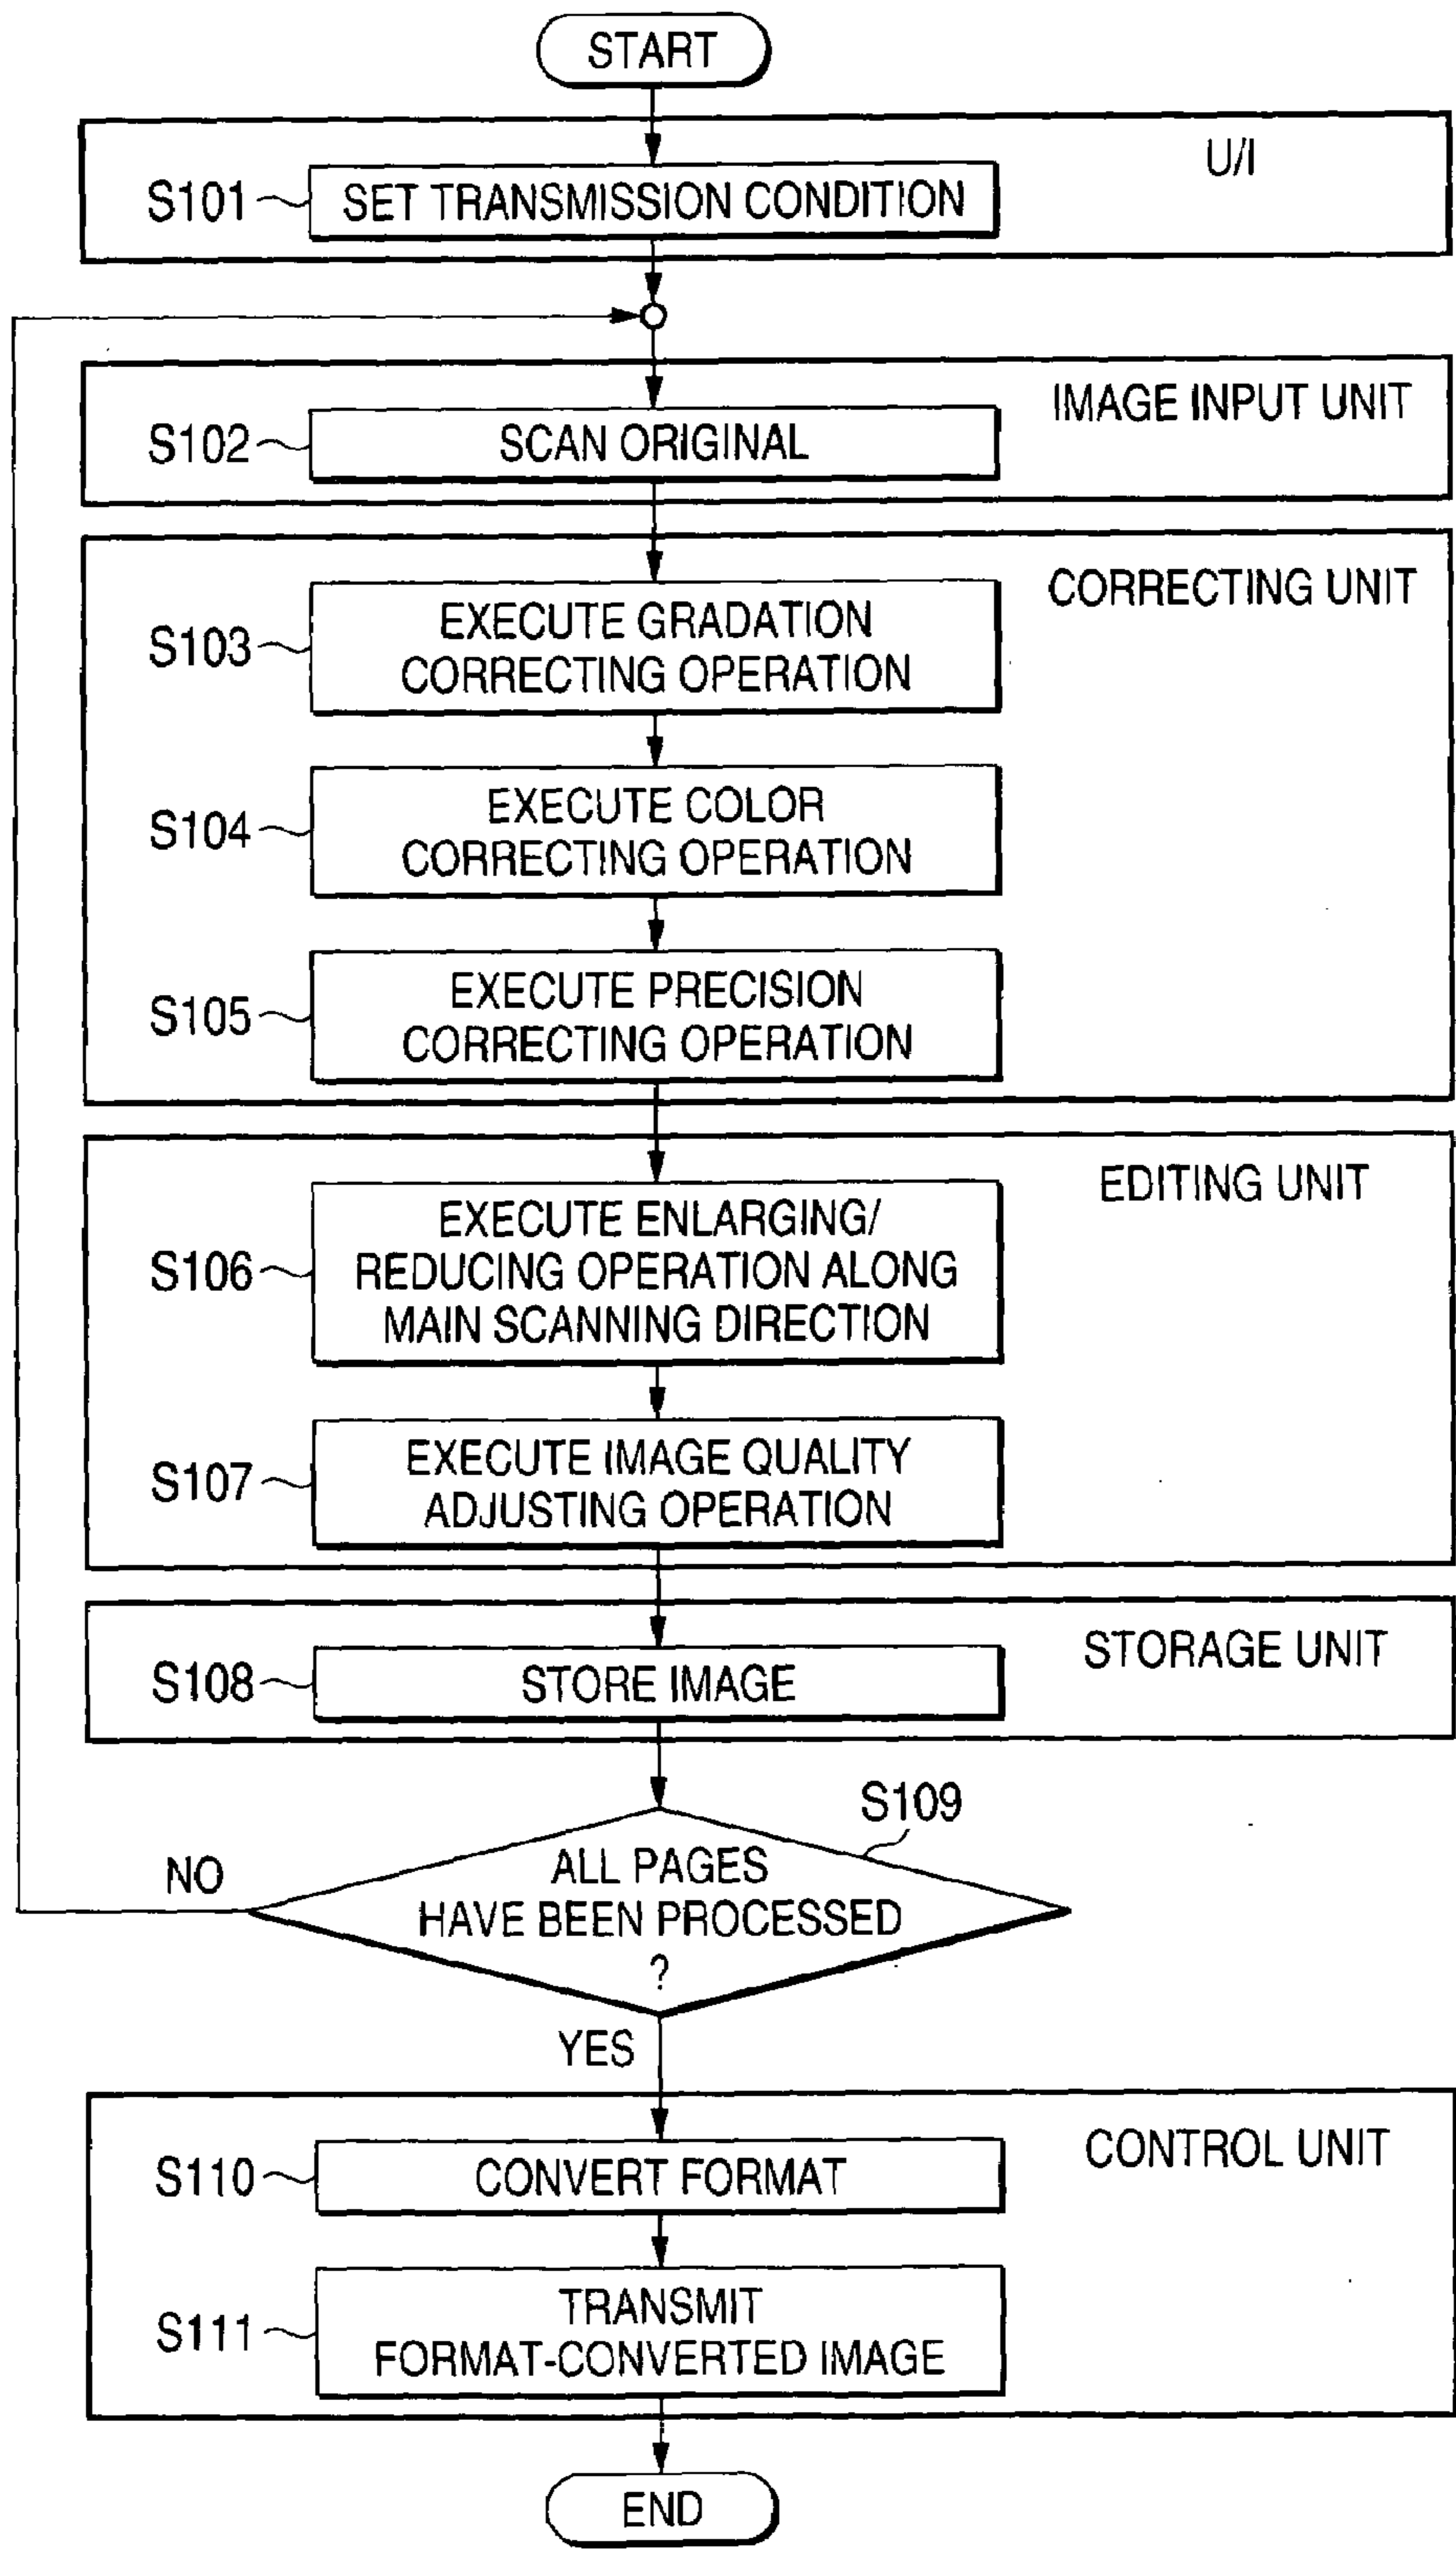 START
U/I
S101
SET TRANSMISSION CONDITION
IMAGE INPUT UNIT
S102
SCAN ORIGINAL
CORRECTING UNIT
S103
EXECUTE GRADATION
CORRECTING OPERATION
S104
EXECUTE COLOR
CORRECTING OPERATION
S105
EXECUTE PRECISION
CORRECTING OPERATION
EDITING UNIT
S106
EXECUTE ENLARGING/
REDUCING OPERATION ALONG
MAIN SCANNING DIRECTION
S107
EXECUTE IMAGE QUALITY
ADJUSTING OPERATION
STORAGE UNIT
S108
STORE IMAGE
S109
NO
ALL PAGES
HAVE BEEN PROCESSED
?
YES
CONTROL UNIT
S110
CONVERT FORMAT
S111
TRANSMIT
FORMAT-CONVERTED IMAGE
END